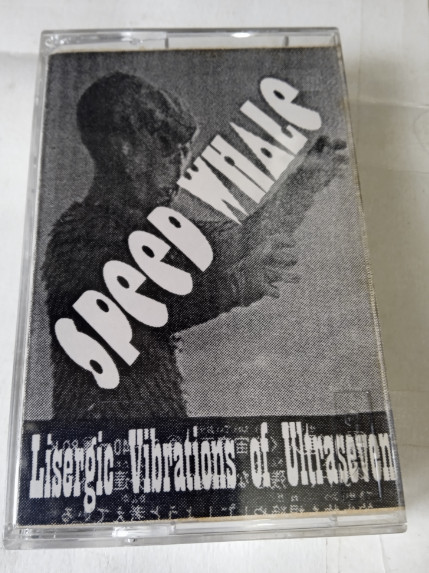 SPEED WHALE
Lisergic Vibrations of Ultraseven